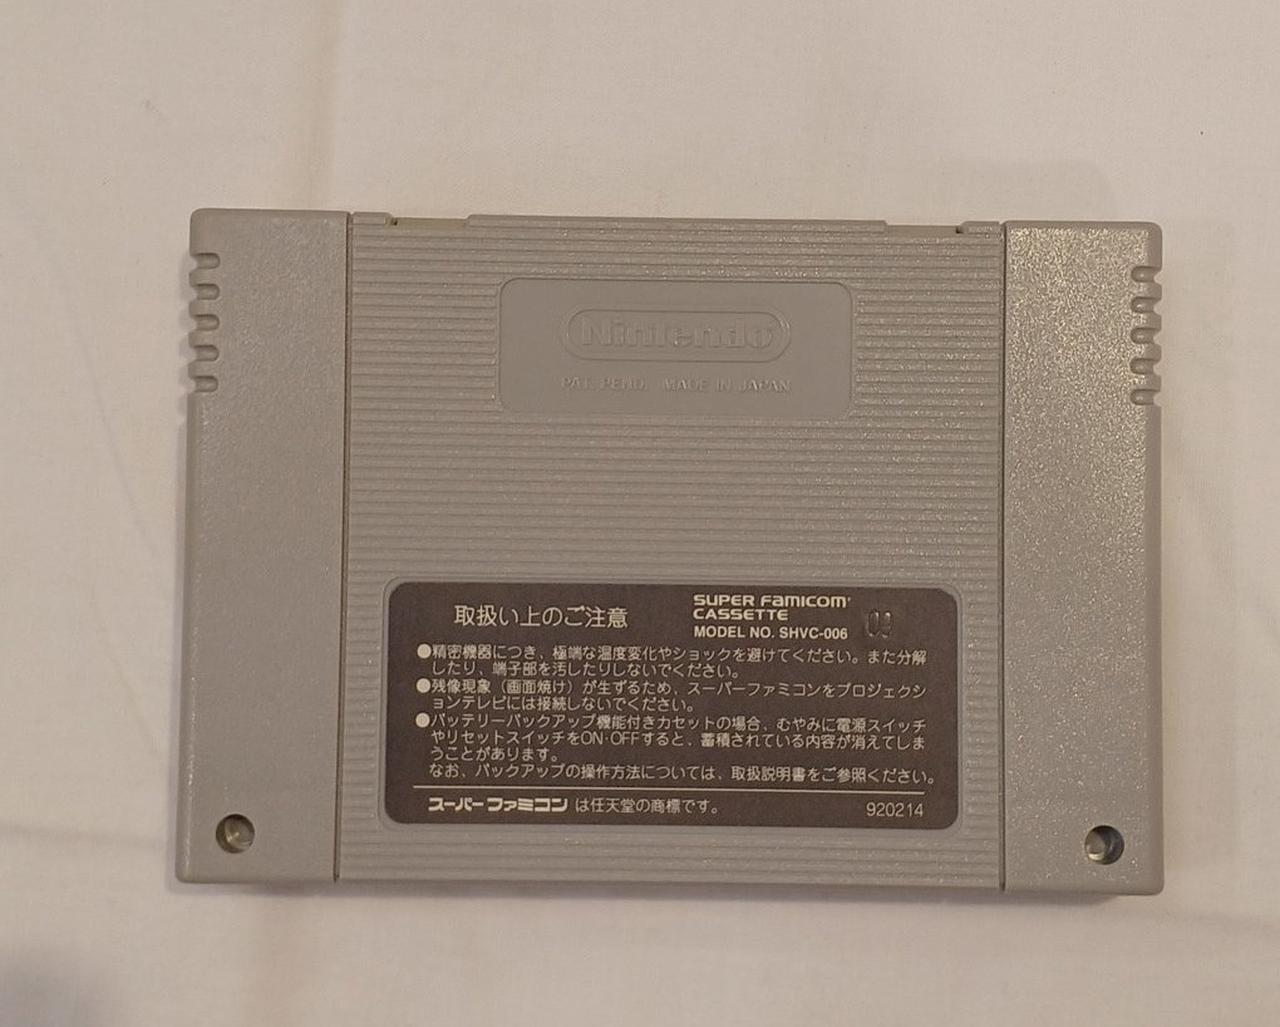 Nintendo
PAT. PEND. MADE IN JAPAN
取扱い上のご注意
SUPER FAMICOM
CASSETTE
MODEL NO. SHVC-006
●精密機器につき、極端な温度変化やショックを避けてください。また分解
したり、端子部を汚したりしないでください。
●残像現象（画面焼け）が生ずるため、スーパーファミコンをプロジェクシ
ョンテレビには接続しないでください。
●バッテリーバックアップ機能付きカセットの場合、むやみに電源スイッチ
やリセットスイッチをON·OFFすると、蓄積されている内容が消えてしま
うことがあります。
なお、バックアップの操作方法については、取扱説明書をご参照ください。
スーパーファミコン は任天堂の商標です。
920214